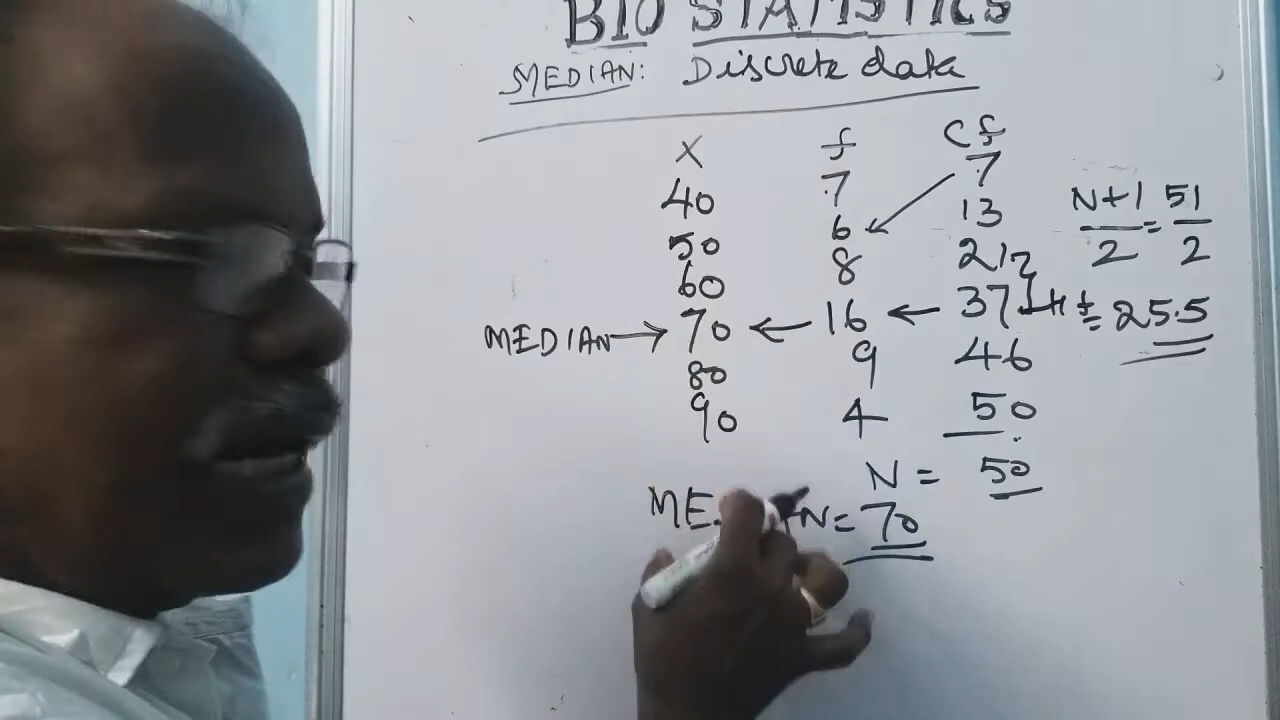 BIO STATISTICS
MEDIAN: Discrete data
X f Cf
40 7 7
50 6 13
60 8 21
MEDIAN → 70 ← 16 ← 37
80 9 46
90 4 50
N = 50
N+1/2 = 51/2
= 25.5
= 70